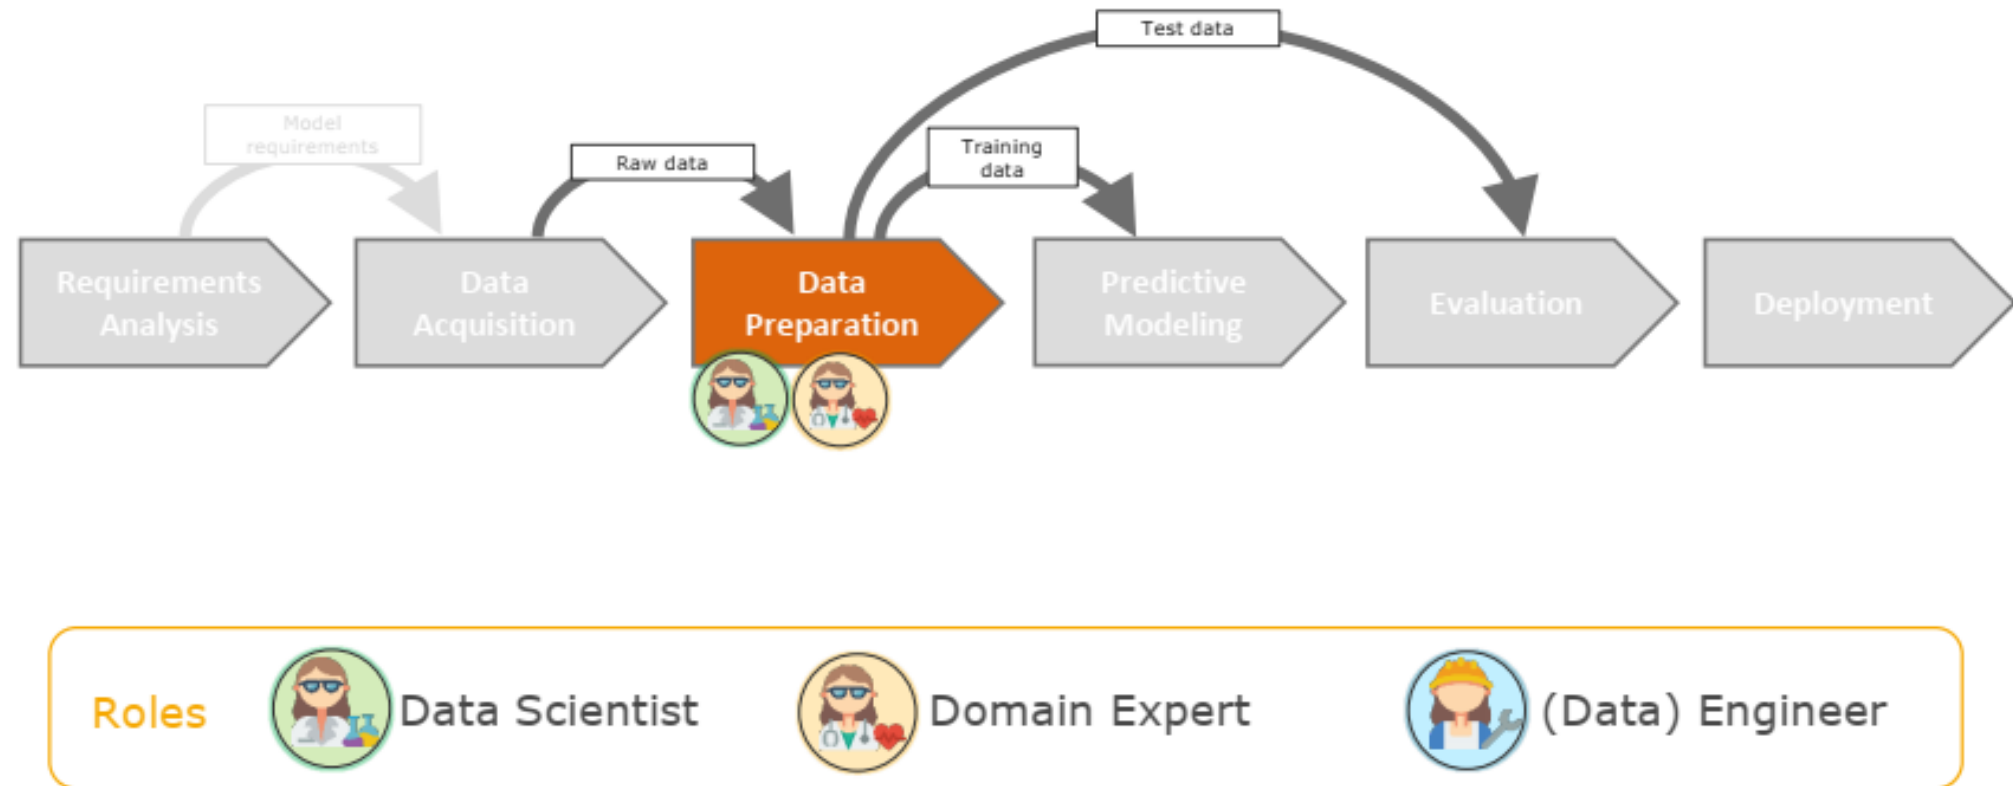 Test data
Model
requirements
Raw data
Training
data
Requirements
Analysis
Data
Acquisition
Data
Preparation
Predictive
Modeling
Evaluation
Deployment
Roles
Data Scientist
Domain Expert
(Data) Engineer